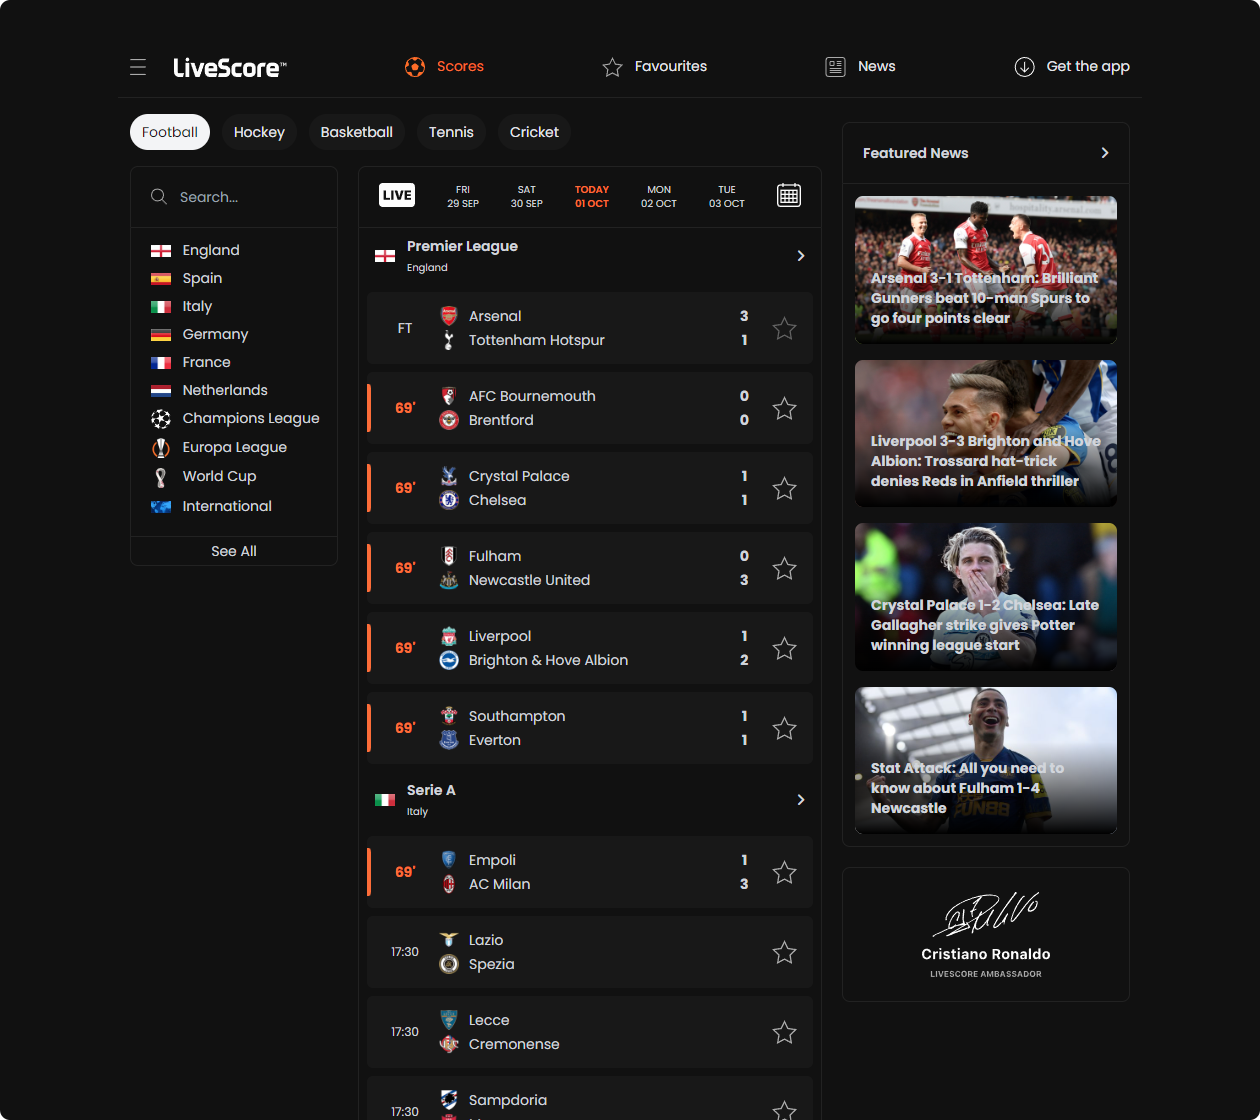 LiveScore™
Scores
Favourites
News
Get the app
Football
Hockey
Basketball
Tennis
Cricket
Search...
England
Spain
Italy
Germany
France
Netherlands
Champions League
Europa League
World Cup
International
See All
LIVE
FRI
29 SEP
SAT
30 SEP
TODAY
01 OCT
MON
02 OCT
TUE
03 OCT
Premier League
England
FT
Arsenal 3
Tottenham Hotspur 1
69'
AFC Bournemouth 0
Brentford 0
69'
Crystal Palace 1
Chelsea 1
69'
Fulham 0
Newcastle United 3
69'
Liverpool 1
Brighton & Hove Albion 2
69'
Southampton 1
Everton 1
Serie A
Italy
69'
Empoli 1
AC Milan 3
17:30
Lazio
Spezia
17:30
Lecce
Cremonense
17:30
Sampdoria
Featured News
Arsenal 3-1 Tottenham: Brilliant
Gunners beat 10-man Spurs to
go four points clear
Liverpool 3-3 Brighton and Hove
Albion: Trossard hat-trick
denies Reds in Anfield thriller
Crystal Palace 1-2 Chelsea: Late
Gallagher strike gives Potter
winning league start
Stat Attack: All you need to
know about Fulham 1-4
Newcastle
Cristiano Ronaldo
LIVESCORE AMBASSADOR